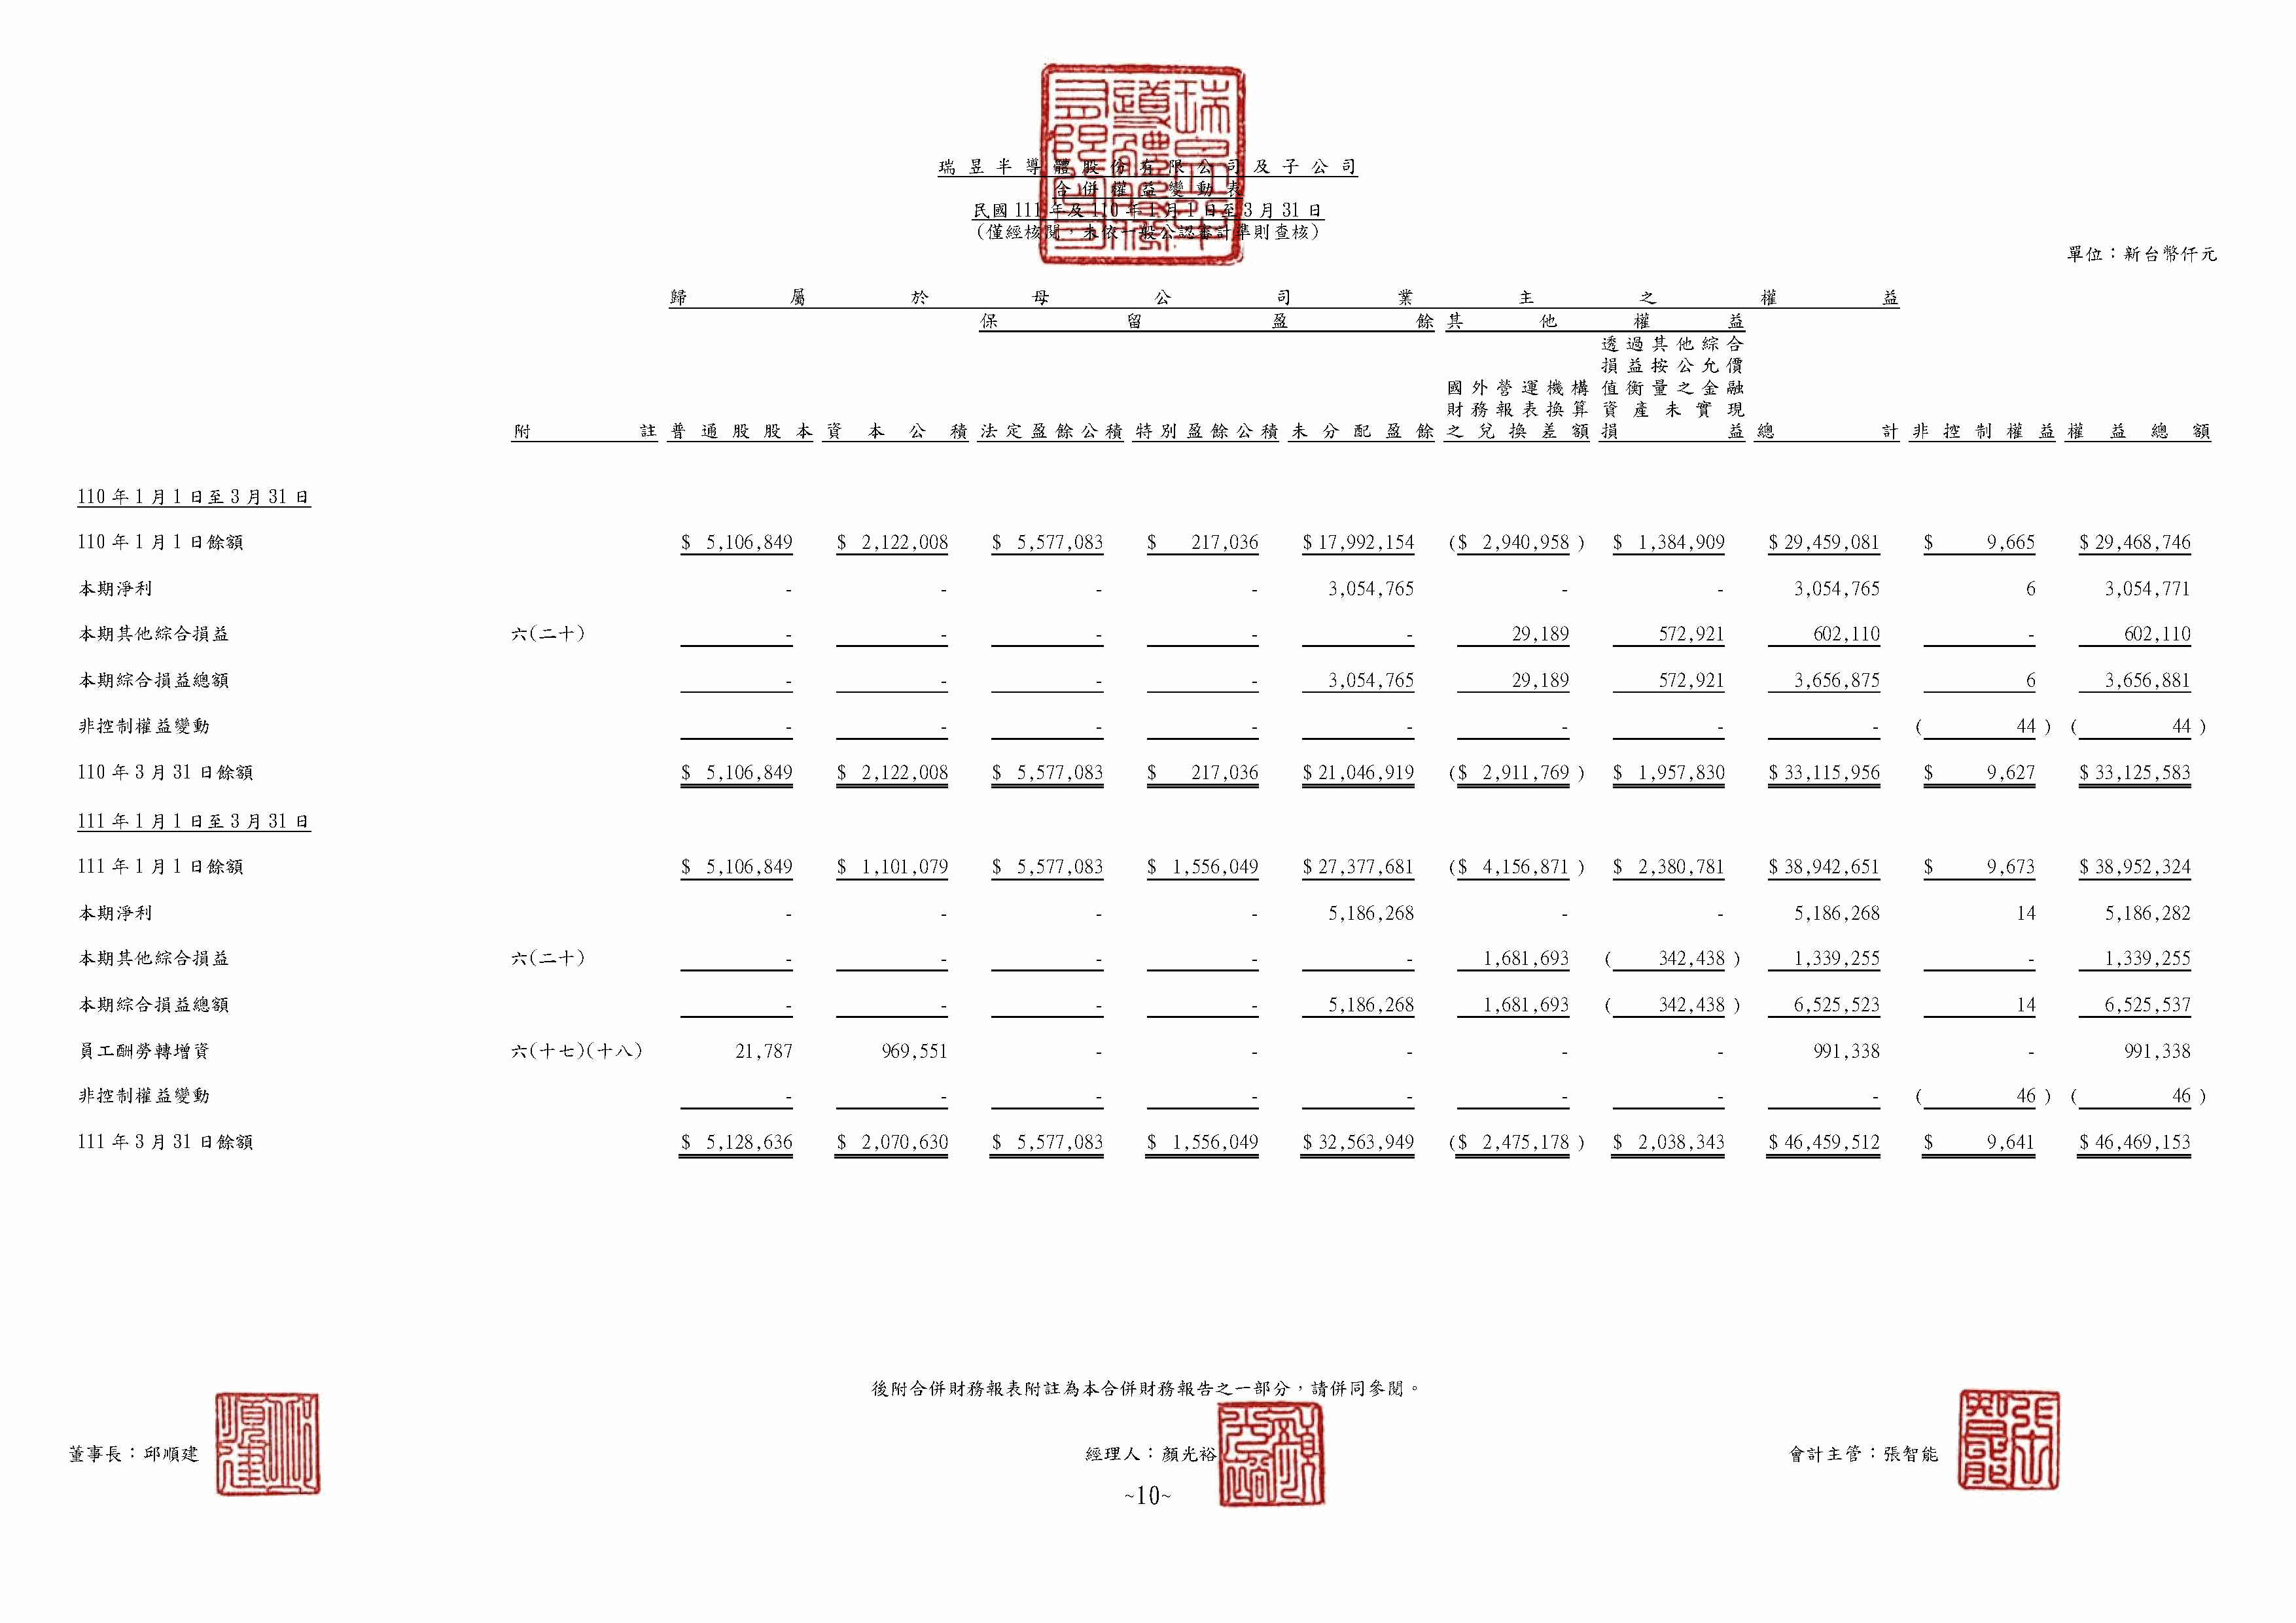 瑞昱半導體股份有限公司及子公司
合併權益變動表
民國111年及110年1月1日至3月31日
(僅經核閱,未依一般公認審計準則查核)
單位:新台幣仟元
歸屬於母公司業主之權益
保留盈餘 其他權益
透過其他綜合
損益按公允價
國外營運機構 值衡量之金融
財務報表換算 資產未實現
附註 普通股股本 資本公積 法定盈餘公積 特別盈餘公積 未分配盈餘 之兌換差額 損益 總計 非控制權益 權益總額
110年1月1日至3月31日
110年1月1日餘額 $ 5,106,849 $ 2,122,008 $ 5,577,083 $ 217,036 $ 17,992,154 ($ 2,940,958 ) $ 1,384,909 $ 29,459,081 $ 9,665 $ 29,468,746
本期淨利 - - - - 3,054,765 - - 3,054,765 6 3,054,771
本期其他綜合損益 六(二十) - - - - - 29,189 572,921 602,110 - 602,110
本期綜合損益總額 - - - - 3,054,765 29,189 572,921 3,656,875 6 3,656,881
非控制權益變動 - - - - - - - - ( 44 ) ( 44 )
110年3月31日餘額 $ 5,106,849 $ 2,122,008 $ 5,577,083 $ 217,036 $ 21,046,919 ($ 2,911,769 ) $ 1,957,830 $ 33,115,956 $ 9,627 $ 33,125,583
111年1月1日至3月31日
111年1月1日餘額 $ 5,106,849 $ 1,101,079 $ 5,577,083 $ 1,556,049 $ 27,377,681 ($ 4,156,871 ) $ 2,380,781 $ 38,942,651 $ 9,673 $ 38,952,324
本期淨利 - - - - 5,186,268 - - 5,186,268 14 5,186,282
本期其他綜合損益 六(二十) - - - - - 1,681,693 ( 342,438 ) 1,339,255 - 1,339,255
本期綜合損益總額 - - - - 5,186,268 1,681,693 ( 342,438 ) 6,525,523 14 6,525,537
員工酬勞轉增資 六(十七)(十八) 21,787 969,551 - - - - - 991,338 - 991,338
非控制權益變動 - - - - - - - - ( 46 ) ( 46 )
111年3月31日餘額 $ 5,128,636 $ 2,070,630 $ 5,577,083 $ 1,556,049 $ 32,563,949 ($ 2,475,178 ) $ 2,038,343 $ 46,459,512 $ 9,641 $ 46,469,153
後附合併財務報表附註為本合併財務報告之一部分,請併同參閱。
董事長:邱順建 經理人:顏光裕 會計主管:張智能
~10~